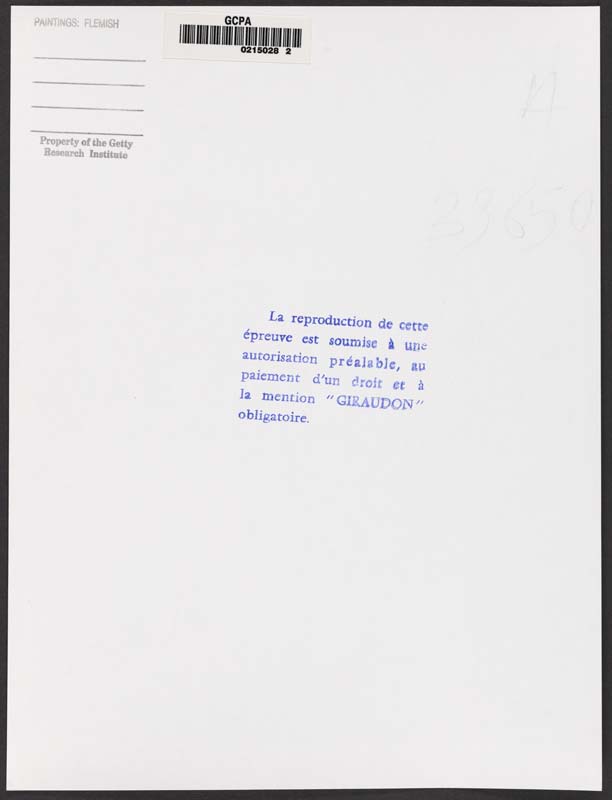 PAINTINGS: FLEMISH
GCPA
0215028 2
Property of the Getty
Research Institute
23650
La reproduction de cette
épreuve est soumise à une
autorisation préalable, au
paiement d'un droit et à
la mention "GIRAUDON"
obligatoire.